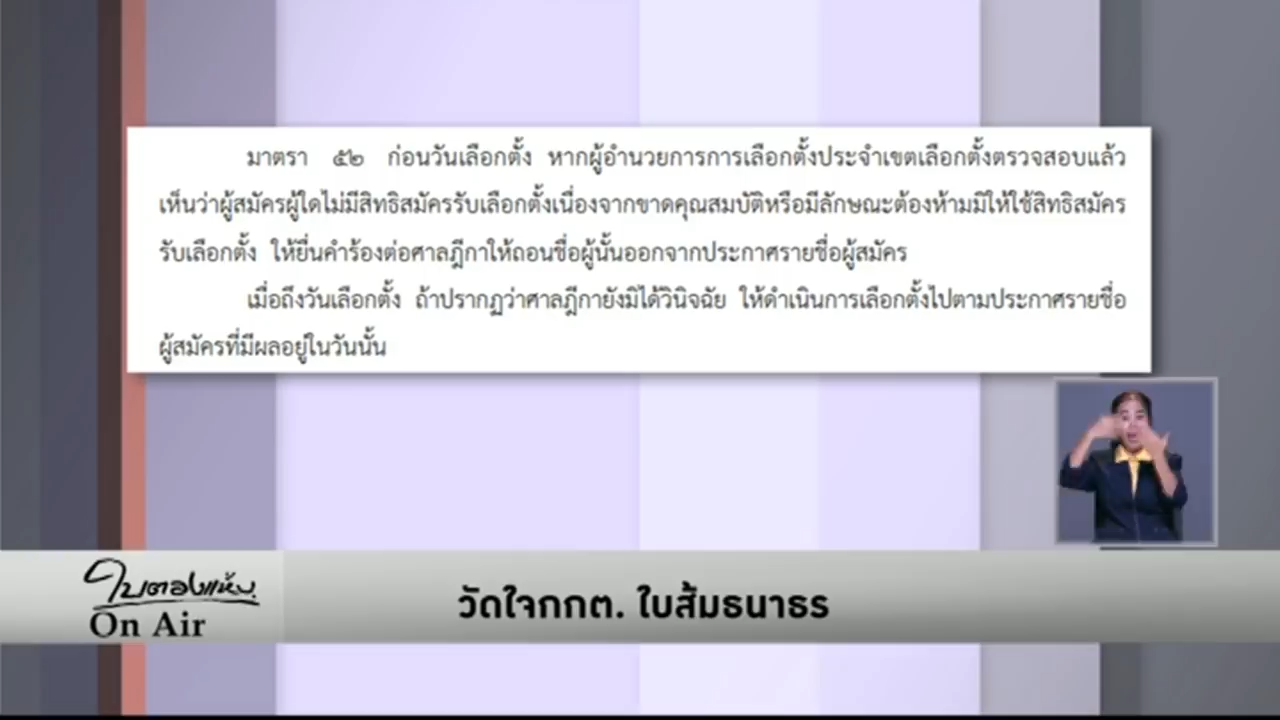 มาตรา ๕๒ ก่อนวันเลือกตั้ง หากผู้อำนวยการการเลือกตั้งประจำเขตเลือกตั้งตรวจสอบแล้ว
เห็นว่าผู้สมัครผู้ใดไม่มีสิทธิสมัครรับเลือกตั้งเนื่องจากขาดคุณสมบัติหรือมีลักษณะต้องห้ามมิให้ใช้สิทธิสมัคร
รับเลือกตั้ง ให้ยื่นคำร้องต่อศาลฎีกาให้ถอนชื่อผู้นั้นออกจากประกาศรายชื่อผู้สมัคร
เมื่อถึงวันเลือกตั้ง ถ้าปรากฏว่าศาลฎีกายังมิได้วินิจฉัย ให้ดำเนินการเลือกตั้งไปตามประกาศรายชื่อ
ผู้สมัครที่มีผลอยู่ในวันนั้น
ใบตองแห้ง
On Air
วัดใจกกต. ใบส้มธนาธร